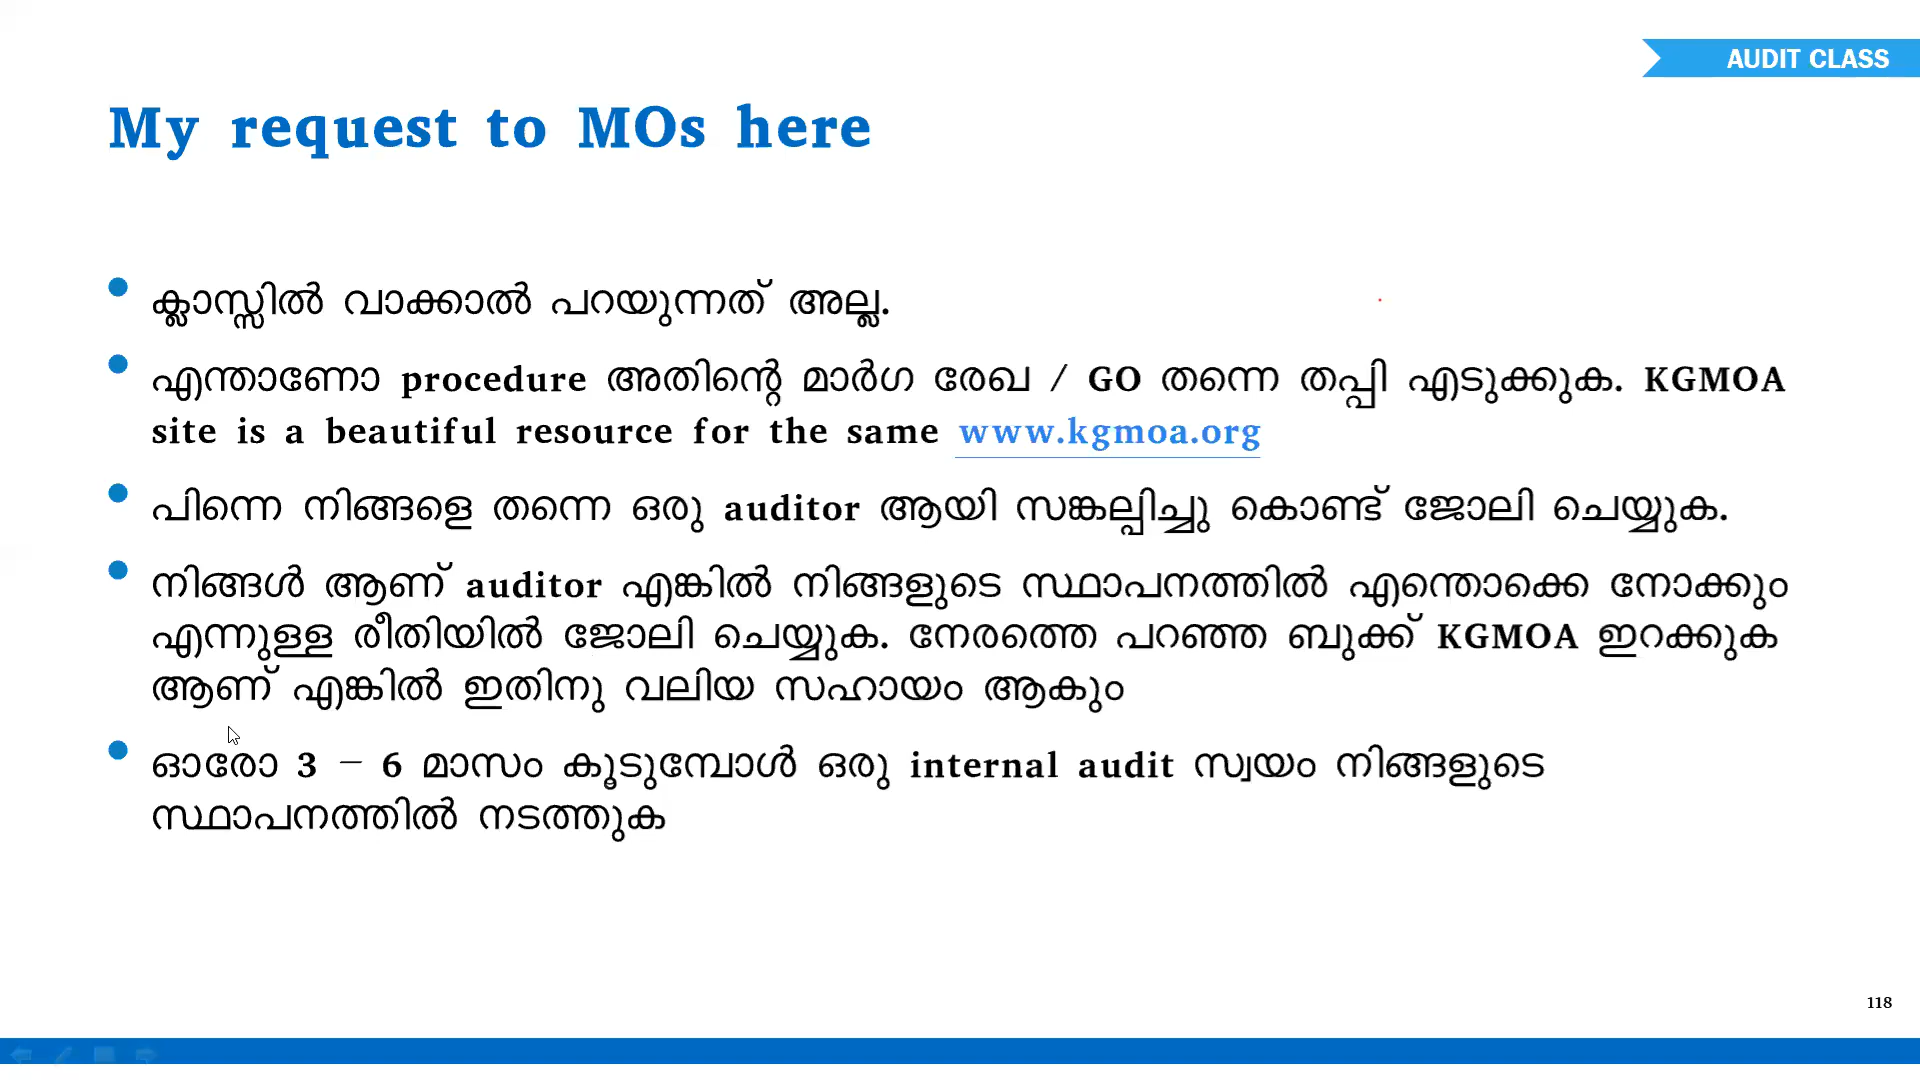 AUDIT CLASS
My request to MOs here
ക്ലാസ്സിൽ വാക്കാൽ പറയുന്നത് അല്ല.
എന്താണോ procedure അതിന്റെ മാർഗ രേഖ / GO തന്നെ തപ്പി എടുക്കുക. KGMOA
site is a beautiful resource for the same www.kgmoa.org
പിന്നെ നിങ്ങളെ തന്നെ ഒരു auditor ആയി സങ്കല്പിച്ചു കൊണ്ട് ജോലി ചെയ്യുക.
നിങ്ങൾ ആണ് auditor എങ്കിൽ നിങ്ങളുടെ സ്ഥാപനത്തിൽ എന്തൊക്കെ നോക്കും
എന്നുള്ള രീതിയിൽ ജോലി ചെയ്യുക. നേരത്തെ പറഞ്ഞ ബുക്ക് KGMOA ഇറക്കുക
ആണ് എങ്കിൽ ഇതിനു വലിയ സഹായം ആകും
ഓരോ 3 – 6 മാസം കൂടുമ്പോൾ ഒരു internal audit സ്വയം നിങ്ങളുടെ
സ്ഥാപനത്തിൽ നടത്തുക
118